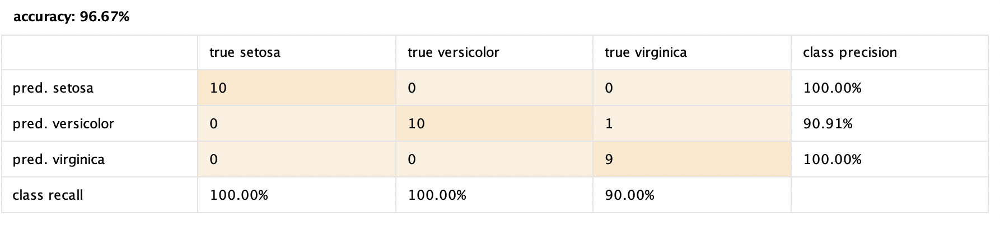 accuracy: 96.67%
true setosa true versicolor true virginica class precision
pred. setosa 10 0 0 100.00%
pred. versicolor 0 10 1 90.91%
pred. virginica 0 0 9 100.00%
class recall 100.00% 100.00% 90.00%